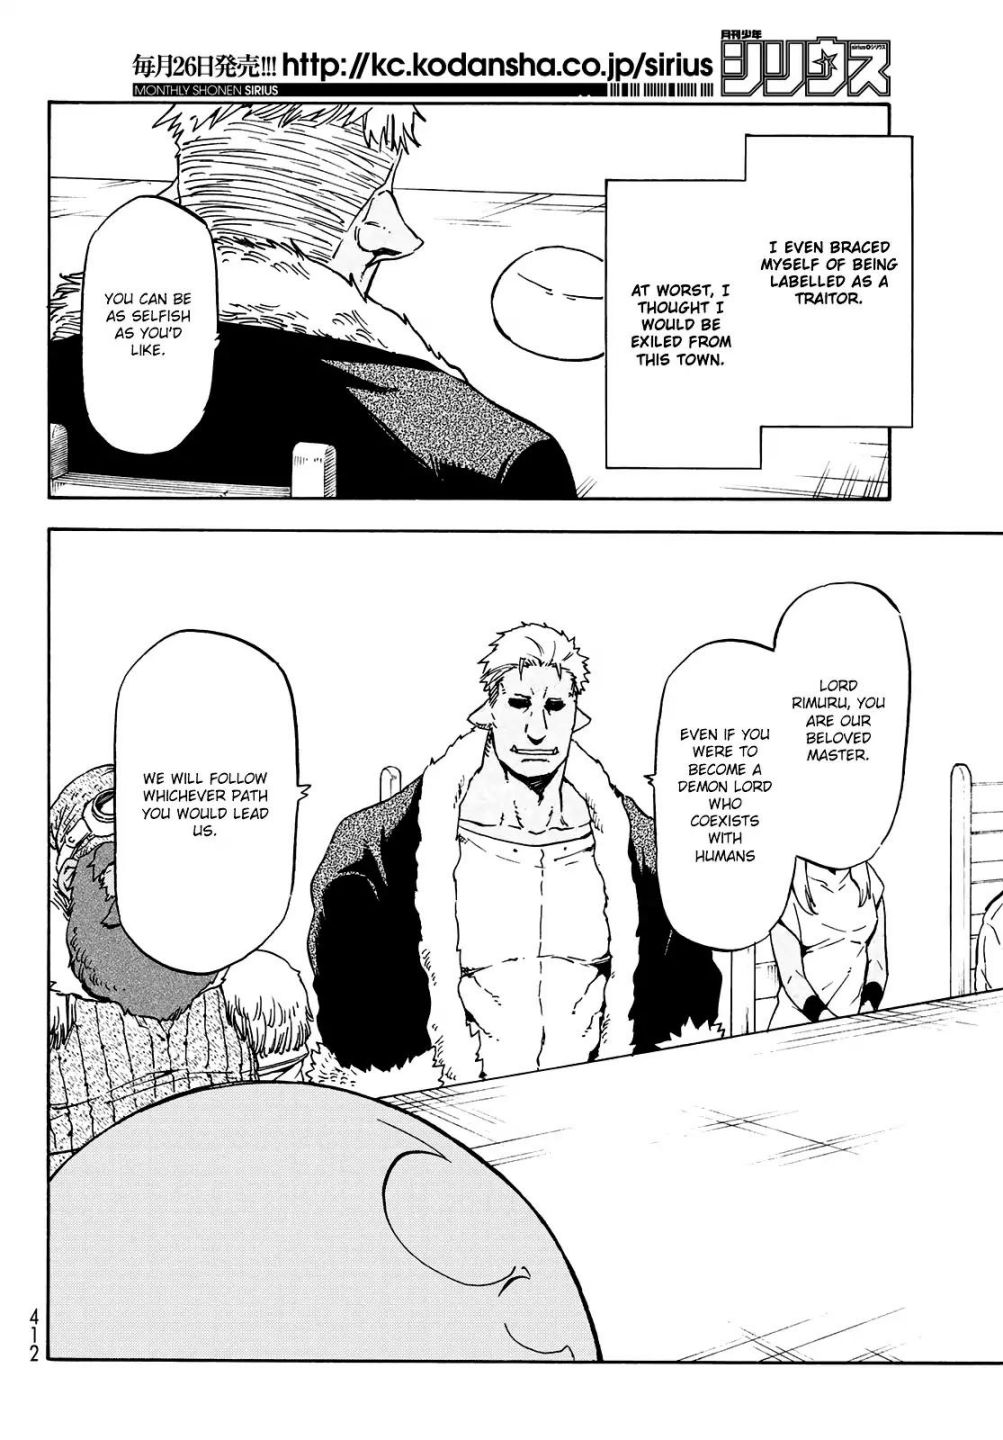 毎月26日発売!!! http://kc.kodansha.co.jp/sirius
MONTHLY SHONEN SIRIUS
月刊少年
シリウス
I EVEN BRACED
MYSELF OF BEING
LABELLED AS A
TRAITOR.
AT WORST, I
THOUGHT I
WOULD BE
EXILED FROM
THIS TOWN.
YOU CAN BE
AS SELFISH
AS YOU'D
LIKE.
LORD
RIMURU, YOU
ARE OUR
BELOVED
MASTER.
EVEN IF YOU
WERE TO
BECOME A
DEMON LORD
WHO
COEXISTS
WITH
HUMANS
WE WILL FOLLOW
WHICHEVER PATH
YOU WOULD LEAD
US.
412